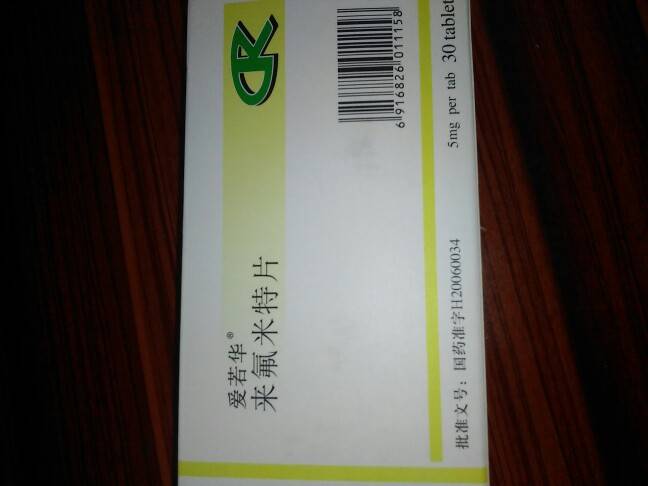 爱若华®
来氟米特片
6 916826 011158
批准文号：国药准字H20060034
5mg per tab 30 tablet